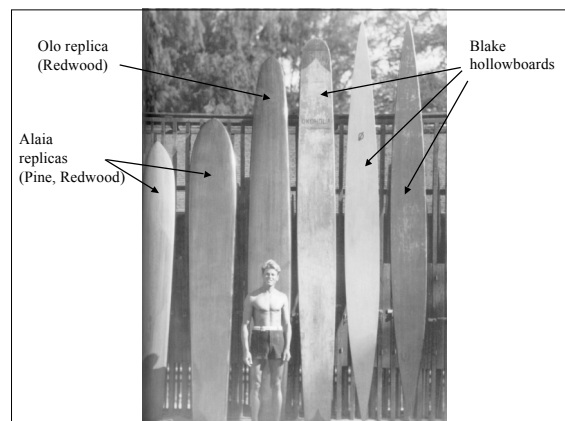 Olo replica
(Redwood)
Blake
hollowboards
Alaia
replicas
(Pine, Redwood)